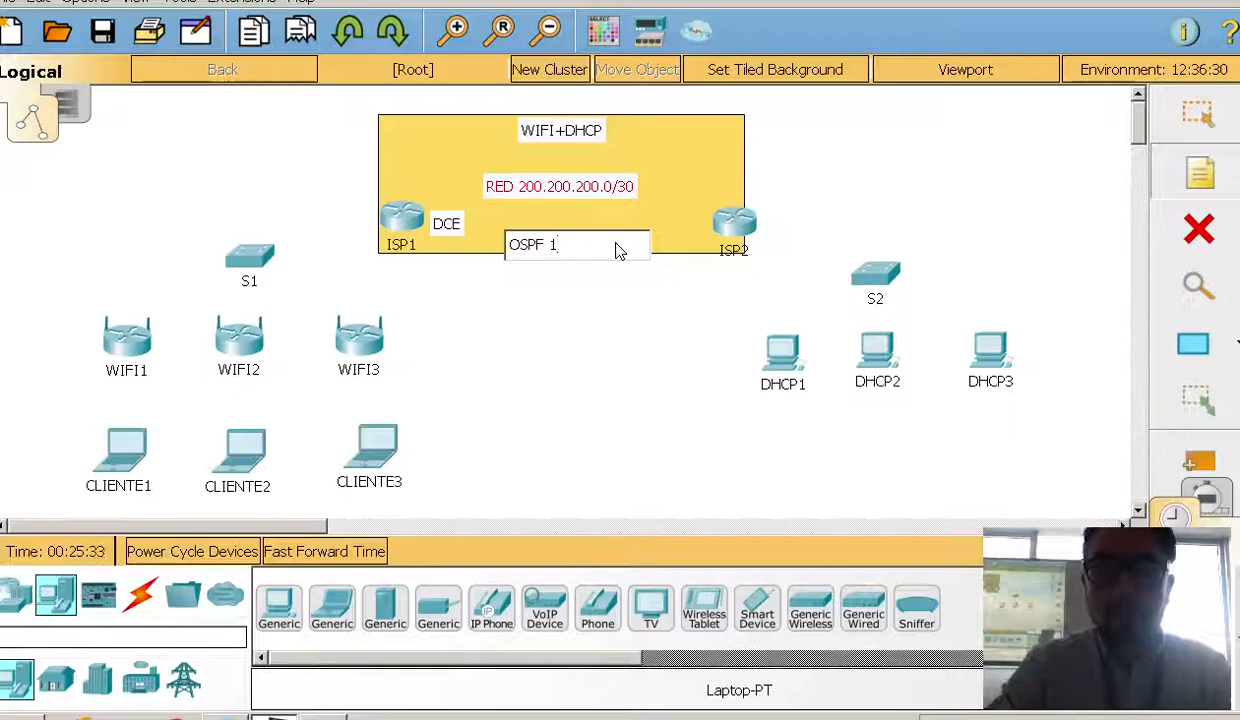 Logical
Back
[Root]
New Cluster
Move Object
Set Tiled Background
Viewport
Environment: 12:36:30
WIFI+DHCP
RED 200.200.200.0/30
DCE
ISP1
OSPF 1
ISP2
S1
S2
WIFI1
WIFI2
WIFI3
DHCP1
DHCP2
DHCP3
CLIENTE1
CLIENTE2
CLIENTE3
Time: 00:25:33
Power Cycle Devices
Fast Forward Time
Generic
Generic
Generic
Generic
IP Phone
VoIP
Device
Phone
TV
Wireless
Tablet
Smart
Device
Generic
Wireless
Generic
Wired
Sniffer
Laptop-PT